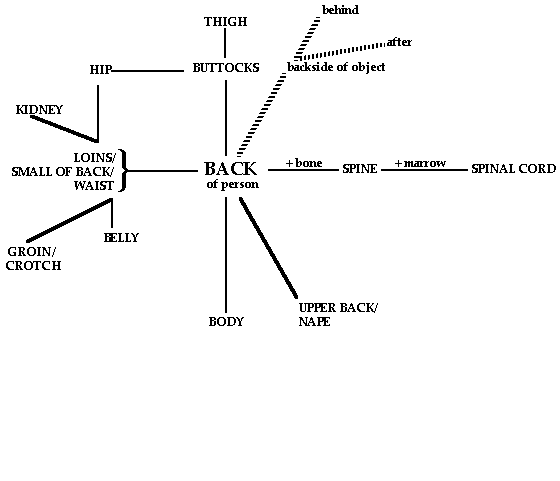 behind
THIGH
after
HIP
BUTTOCKS
backside of object
KIDNEY
LOINS/
SMALL OF BACK/
WAIST
BACK
of person
+ bone
SPINE
+ marrow
SPINAL CORD
BELLY
GROIN/
CROTCH
UPPER BACK/
NAPE
BODY